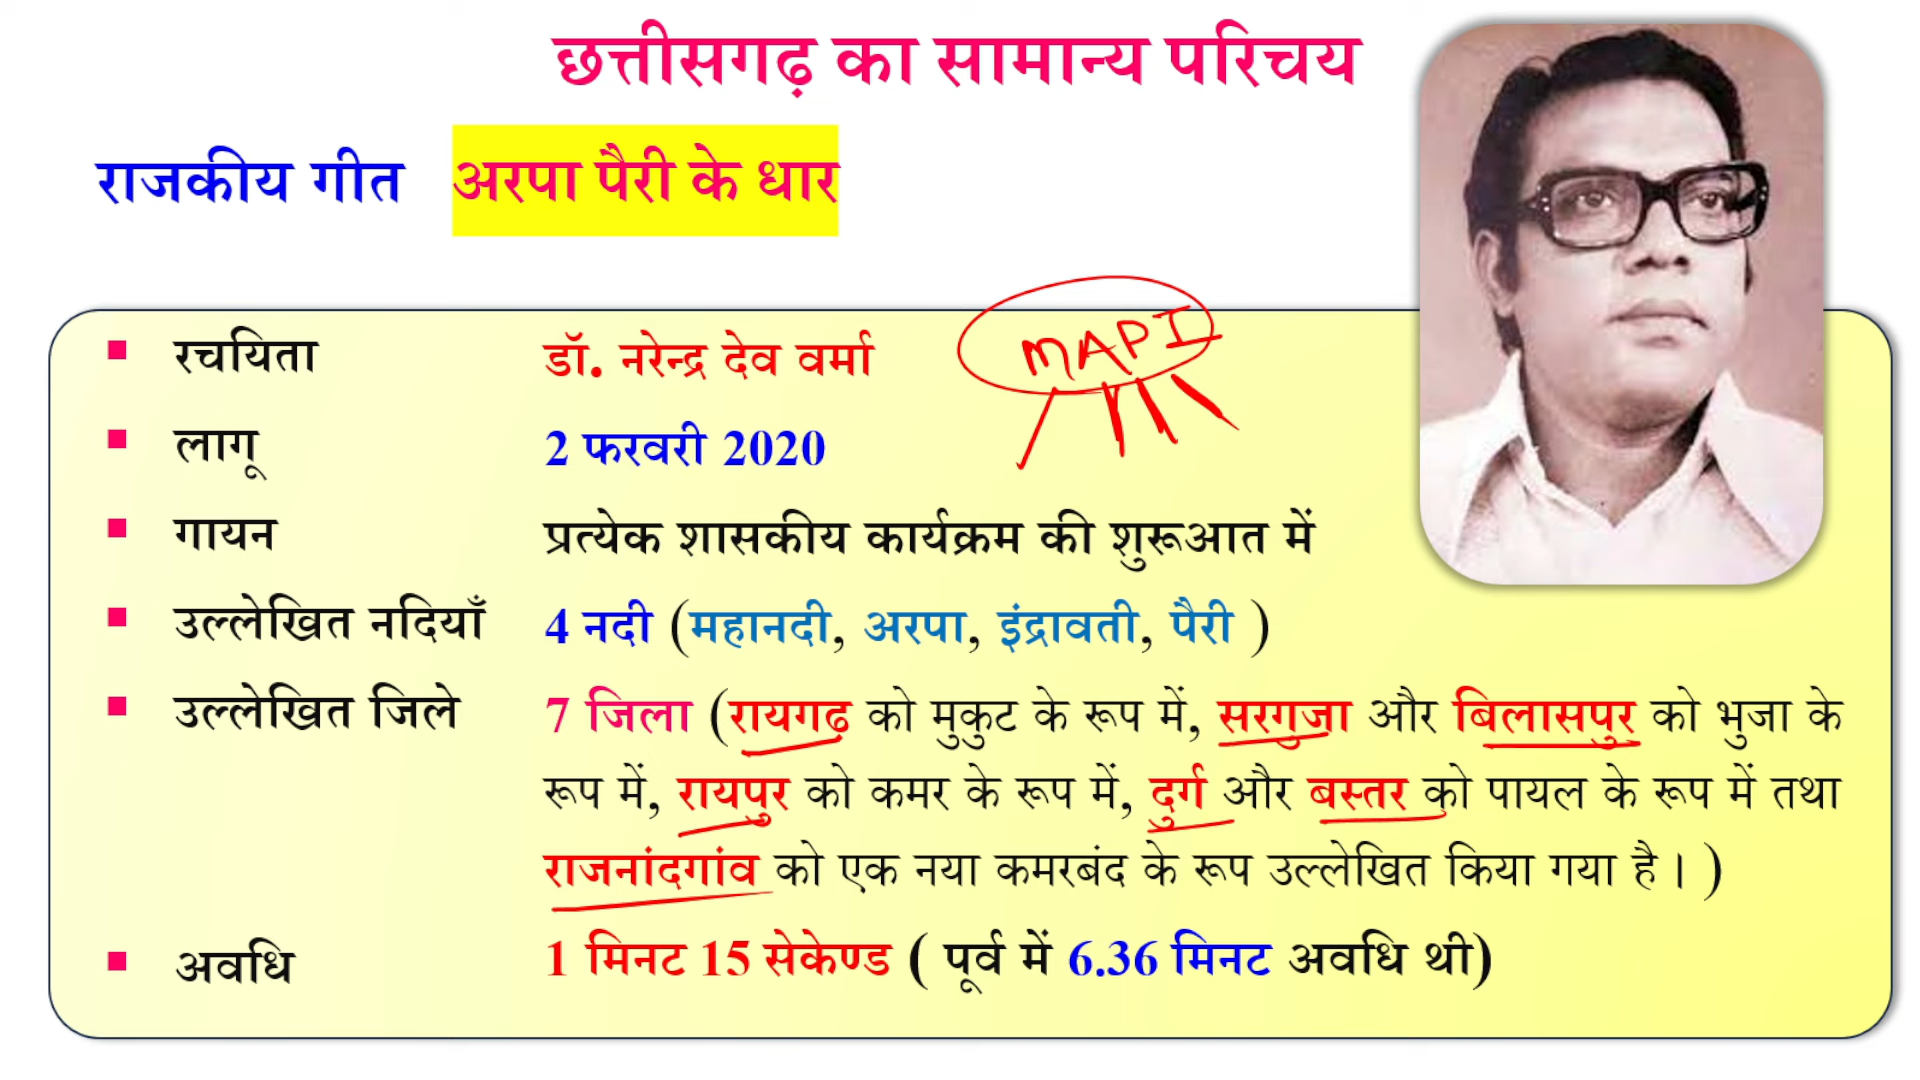 छत्तीसगढ़ का सामान्य परिचय
राजकीय गीत अरपा पैरी के धार
रचयिता डॉ. नरेन्द्र देव वर्मा MAPI
लागू 2 फरवरी 2020
गायन प्रत्येक शासकीय कार्यक्रम की शुरूआत में
उल्लेखित नदियाँ 4 नदी (महानदी, अरपा, इंद्रावती, पैरी )
उल्लेखित जिले 7 जिला (रायगढ़ को मुकुट के रूप में, सरगुजा और बिलासपुर को भुजा के
रूप में, रायपुर को कमर के रूप में, दुर्ग और बस्तर को पायल के रूप में तथा
राजनांदगांव को एक नया कमरबंद के रूप उल्लेखित किया गया है। )
अवधि 1 मिनट 15 सेकेण्ड ( पूर्व में 6.36 मिनट अवधि थी)